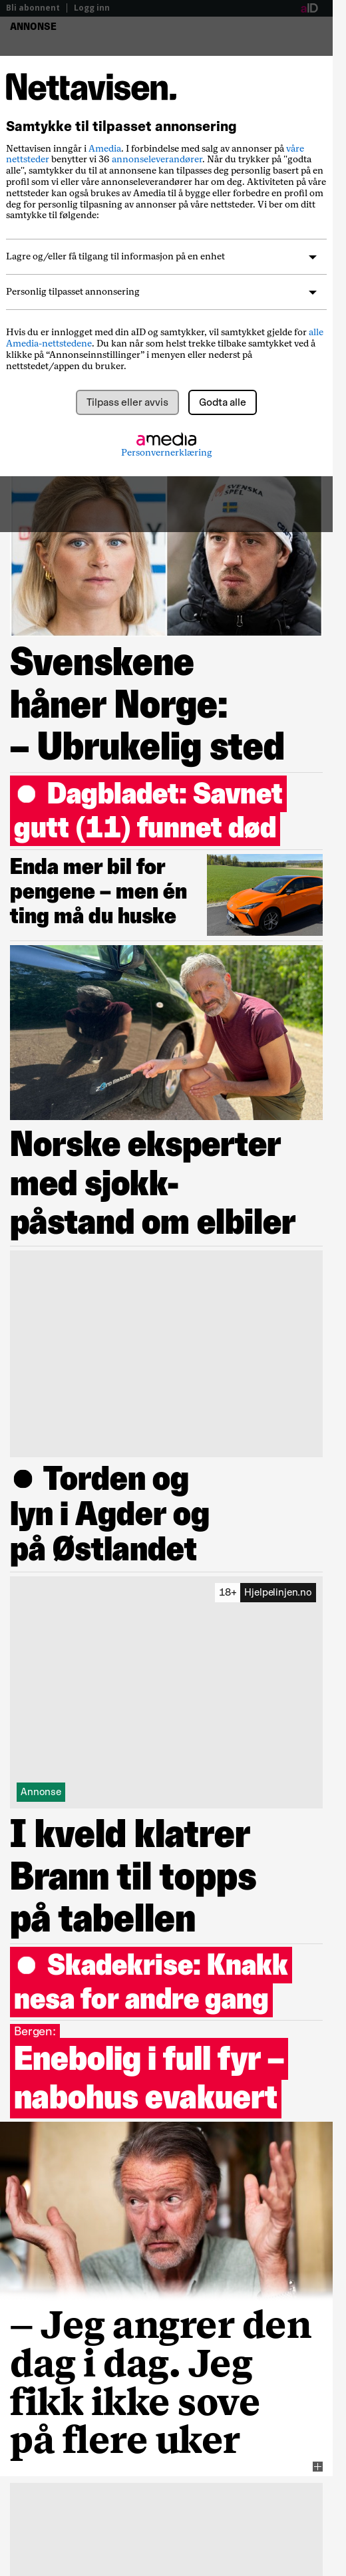 Bli abonnent | Logg inn aID
ANNONSE
Nettavisen.
Samtykke til tilpasset annonsering
Nettavisen inngår i Amedia. I forbindelse med salg av annonser på våre
nettsteder benytter vi 36 annonseleverandører. Når du trykker på "godta
alle", samtykker du til at annonsene kan tilpasses deg personlig basert på en
profil som vi eller våre annonseleverandører har om deg. Aktiviteten på våre
nettsteder kan også brukes av Amedia til å bygge eller forbedre en profil om
deg for personlig tilpasning av annonser på våre nettsteder. Vi ber om ditt
samtykke til følgende:
Lagre og/eller få tilgang til informasjon på en enhet
Personlig tilpasset annonsering
Hvis du er innlogget med din aID og samtykker, vil samtykket gjelde for alle
Amedia-nettstedene. Du kan når som helst trekke tilbake samtykket ved å
klikke på “Annonseinnstillinger” i menyen eller nederst på
nettstedet/appen du bruker.
Tilpass eller avvis Godta alle
amedia
Personvernerklæring
SVENSKA
SPEL
Svenskene
håner Norge:
– Ubrukelig sted
● Dagbladet: Savnet
gutt (11) funnet død
Enda mer bil for
pengene – men én
ting må du huske
Norske eksperter
med sjokk-
påstand om elbiler
● Torden og
lyn i Agder og
på Østlandet
18+ Hjelpelinjen.no
Annonse
I kveld klatrer
Brann til topps
på tabellen
● Skadekrise: Knakk
nesa for andre gang
Bergen:
Enebolig i full fyr –
nabohus evakuert
– Jeg angrer den
dag i dag. Jeg
fikk ikke sove
på flere uker